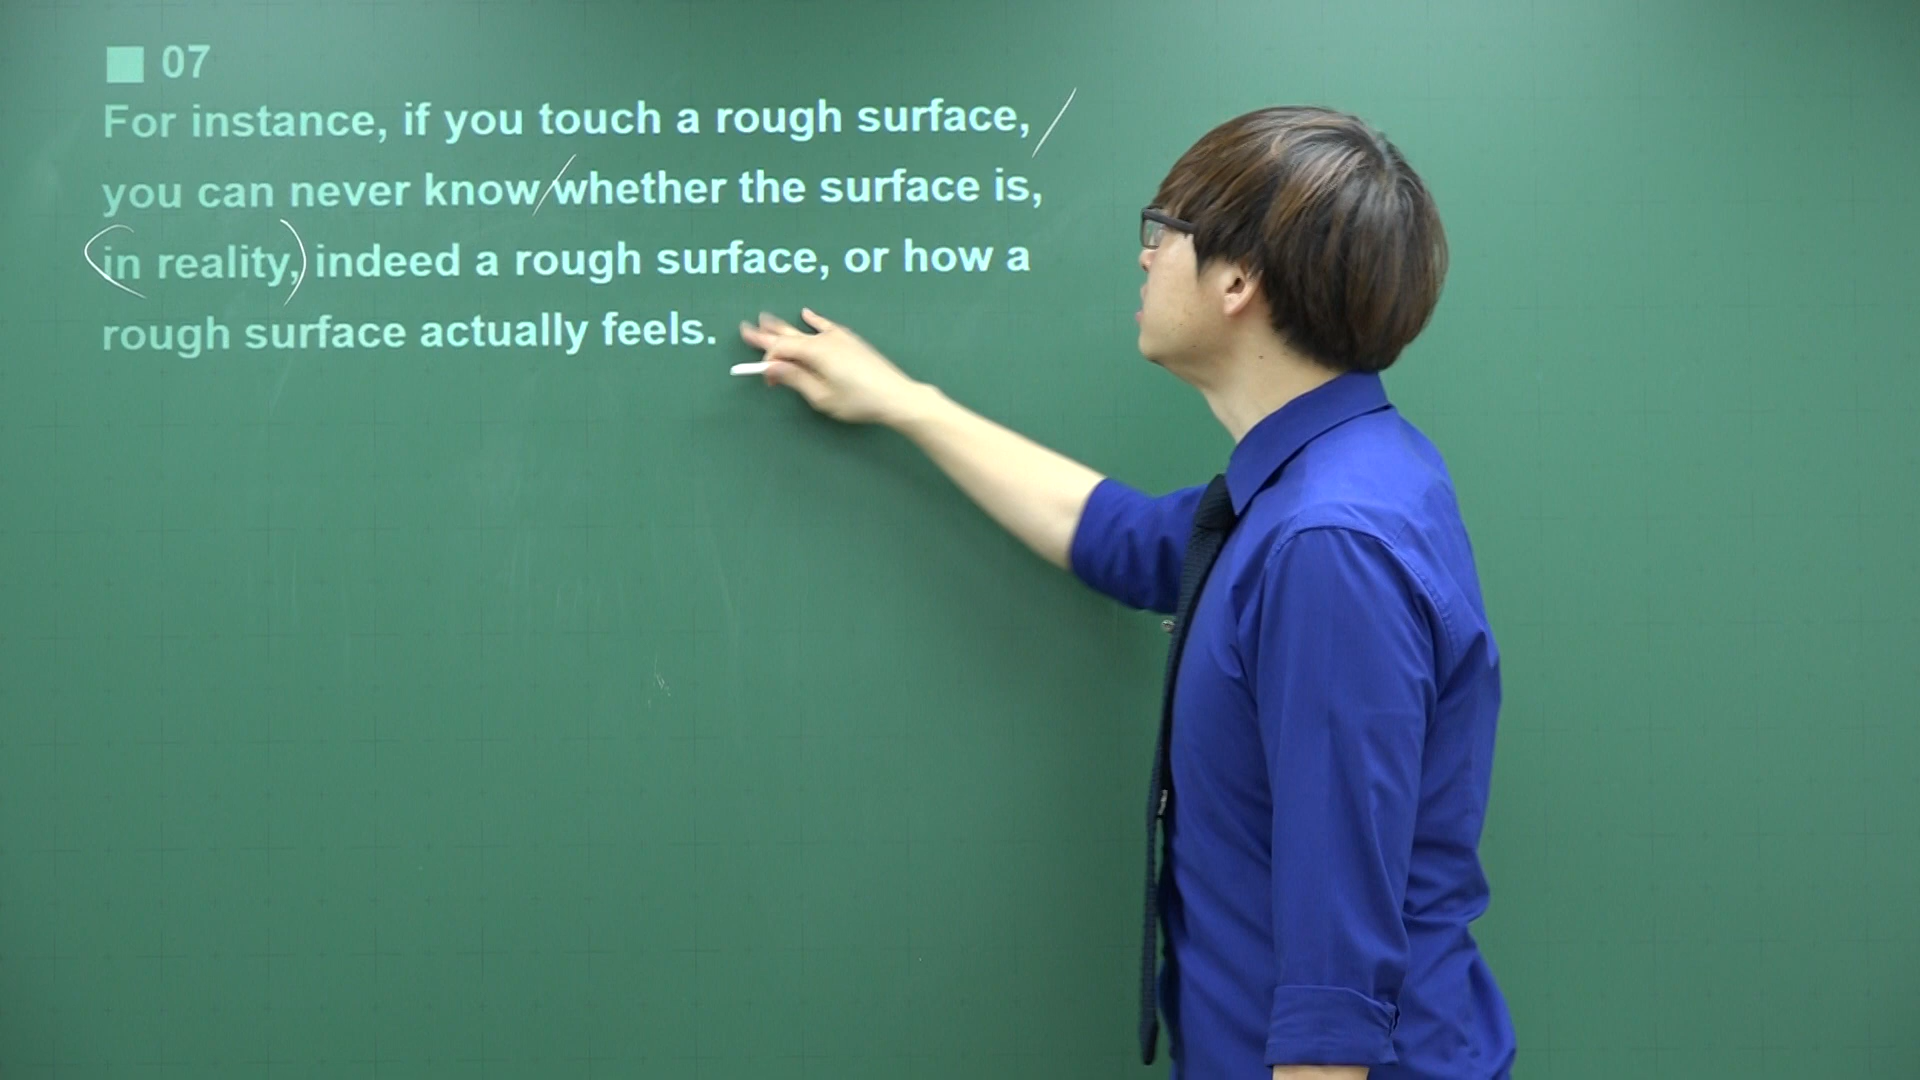 ■ 07
For instance, if you touch a rough surface,
you can never know whether the surface is,
in reality, indeed a rough surface, or how a
rough surface actually feels.